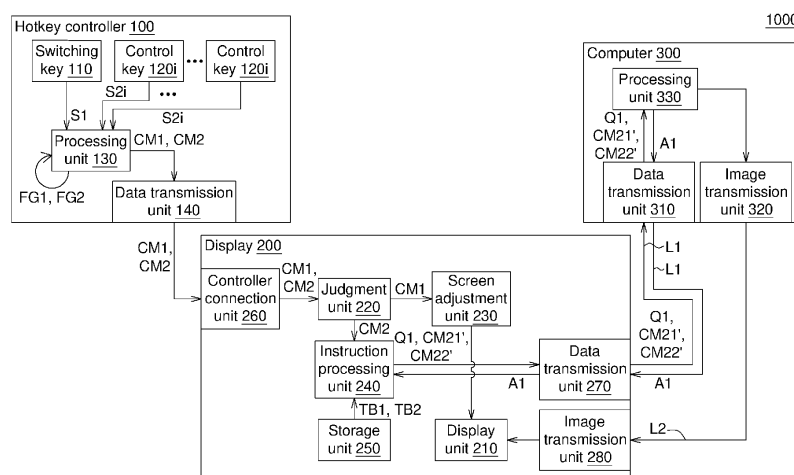 1000
Hotkey controller 100
Switching
key 110
Control
key 120i
...
Control
key 120i
S2i
...
S1
S2i
Processing
unit 130
CM1, CM2
FG1, FG2
Data transmission
unit 140
CM1,
CM2
Computer 300
Processing
unit 330
Q1,
CM21',
CM22'
A1
Data
transmission
unit 310
Image
transmission
unit 320
L1
L1
Display 200
Controller
connection
unit 260
CM1,
CM2
Judgment
unit 220
CM1
Screen
adjustment
unit 230
CM2
Instruction
processing
unit 240
Q1, CM21',
CM22'
A1
Data
transmission
unit 270
Q1,
CM21',
CM22'
A1
TB1, TB2
Storage
unit 250
Display
unit 210
Image
transmission
unit 280
L2